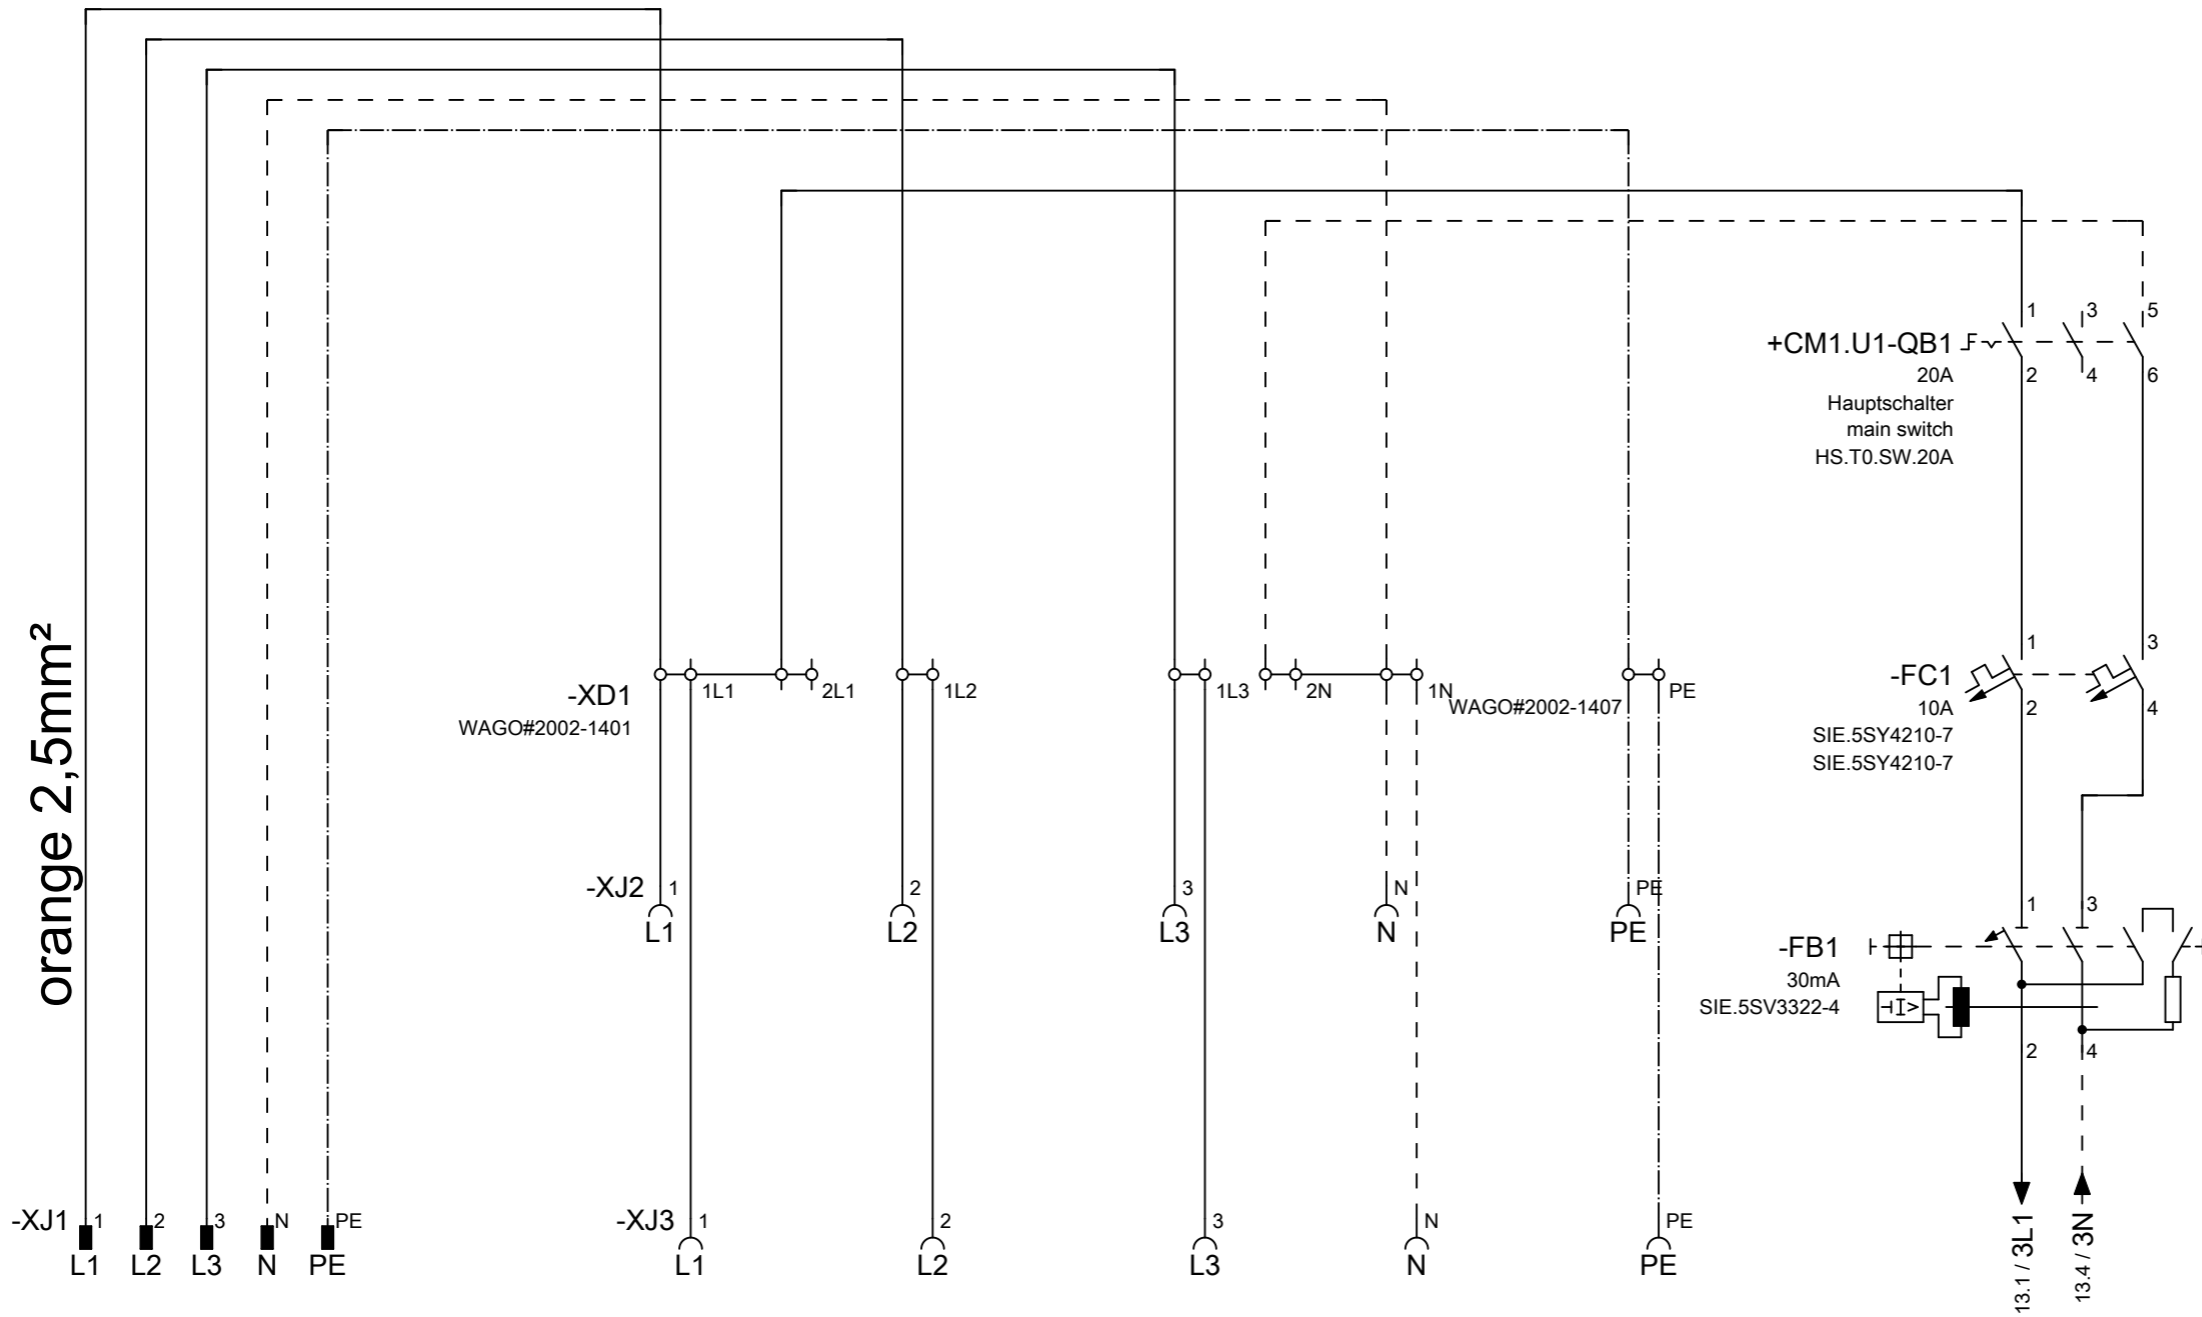 orange 2,5mm²
+CM1.U1-QB1
20A
Hauptschalter
main switch
HS.T0.SW.20A
1
3
5
2
4
6
-XD1
WAGO#2002-1401
1L1
2L1
1L2
1L3
2N
1N
WAGO#2002-1407
PE
-FC1
10A
SIE.5SY4210-7
SIE.5SY4210-7
1
3
2
4
-XJ2
1
2
3
N
PE
L1
L2
L3
N
PE
-FB1
30mA
SIE.5SV3322-4
1
3
I>
2
4
-XJ1
1
2
3
N
PE
L1
L2
L3
N
PE
-XJ3
1
2
3
N
PE
L1
L2
L3
N
PE
13.1 / 3L1
13.4 / 3N